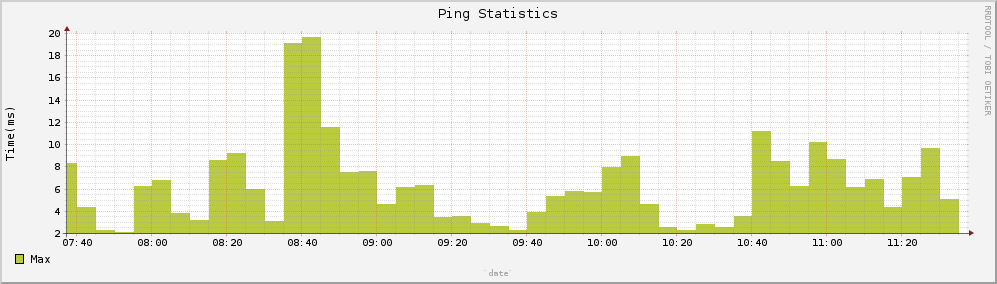 Ping Statistics
RRDTOOL / TOBI OETIKER
Time(ms)
20
18
16
14
12
10
8
6
4
2
07:40 08:00 08:20 08:40 09:00 09:20 09:40 10:00 10:20 10:40 11:00 11:20
Max
`date`